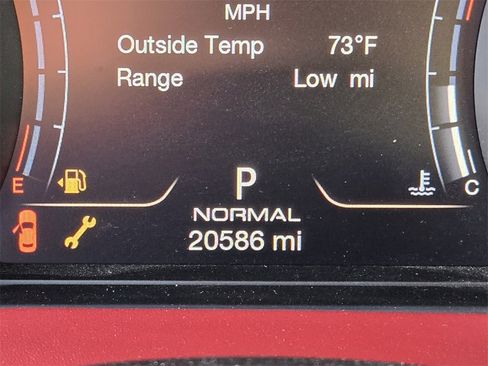 MPH
Outside Temp 73°F
Range Low mi
E P C
NORMAL
20586 mi